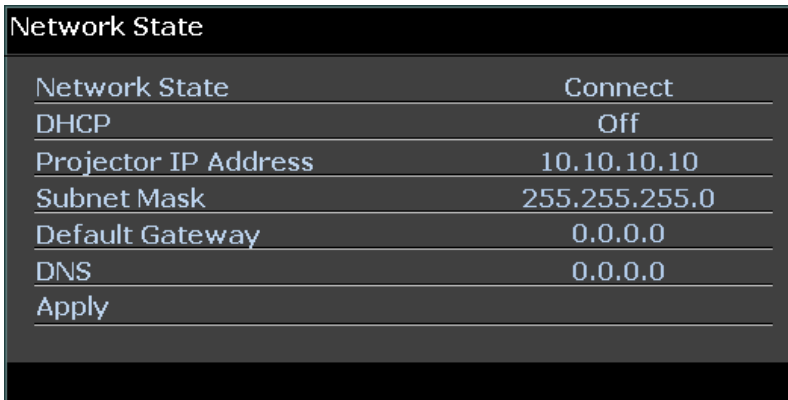 Network State
Network State Connect
DHCP Off
Projector IP Address 10.10.10.10
Subnet Mask 255.255.255.0
Default Gateway 0.0.0.0
DNS 0.0.0.0
Apply